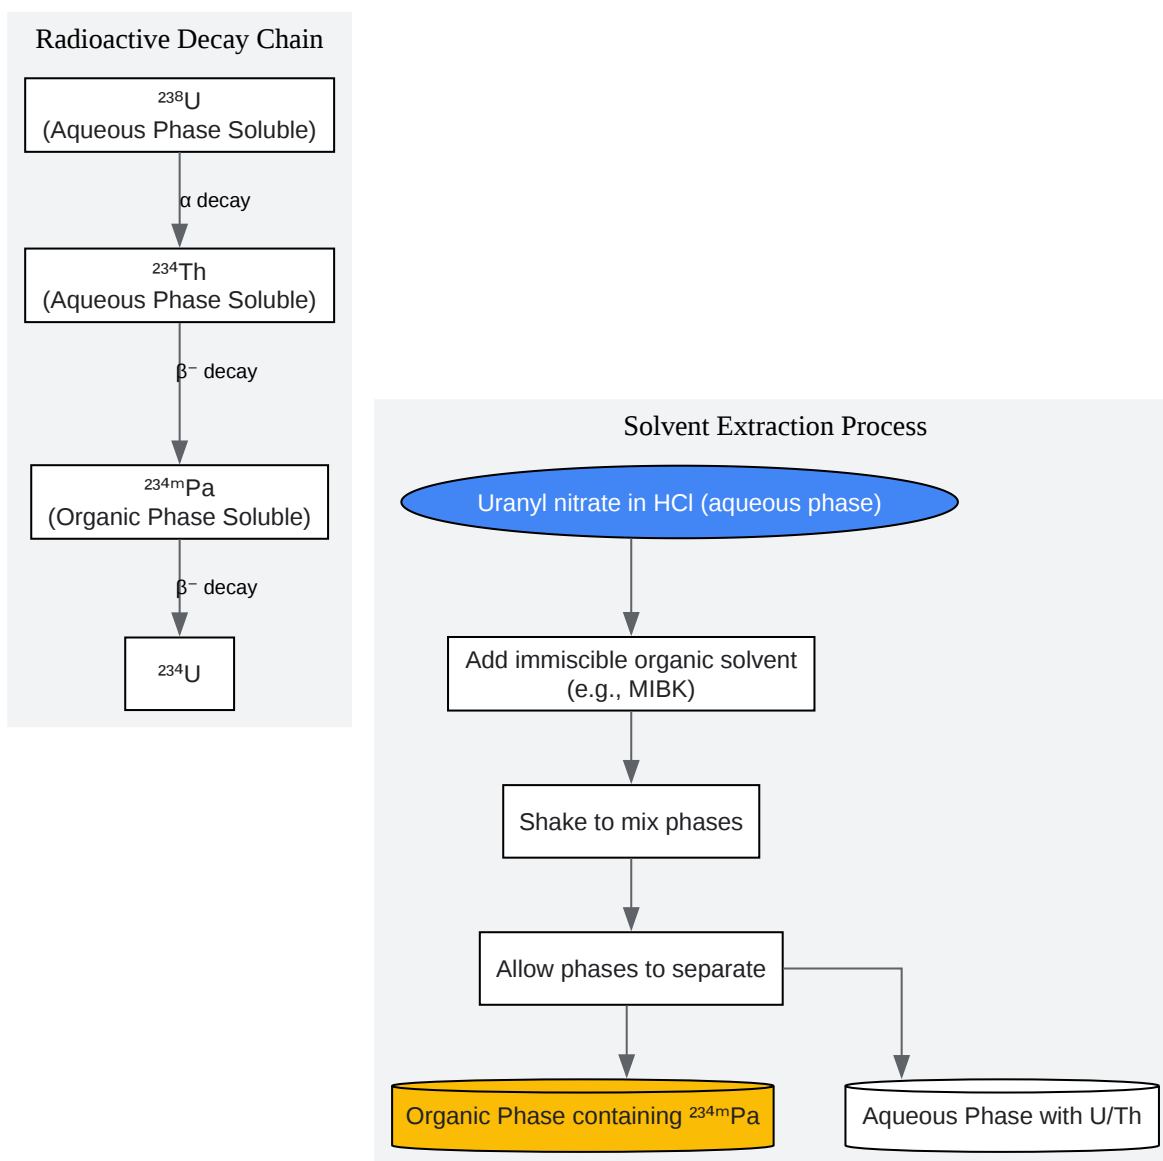 Radioactive Decay Chain
²³⁸U
(Aqueous Phase Soluble)
α decay
²³⁴Th
(Aqueous Phase Soluble)
β⁻ decay
²³⁴ᵐPa
(Organic Phase Soluble)
β⁻ decay
²³⁴U
Solvent Extraction Process
Uranyl nitrate in HCl (aqueous phase)
Add immiscible organic solvent
(e.g., MIBK)
Shake to mix phases
Allow phases to separate
Organic Phase containing ²³⁴ᵐPa
Aqueous Phase with U/Th